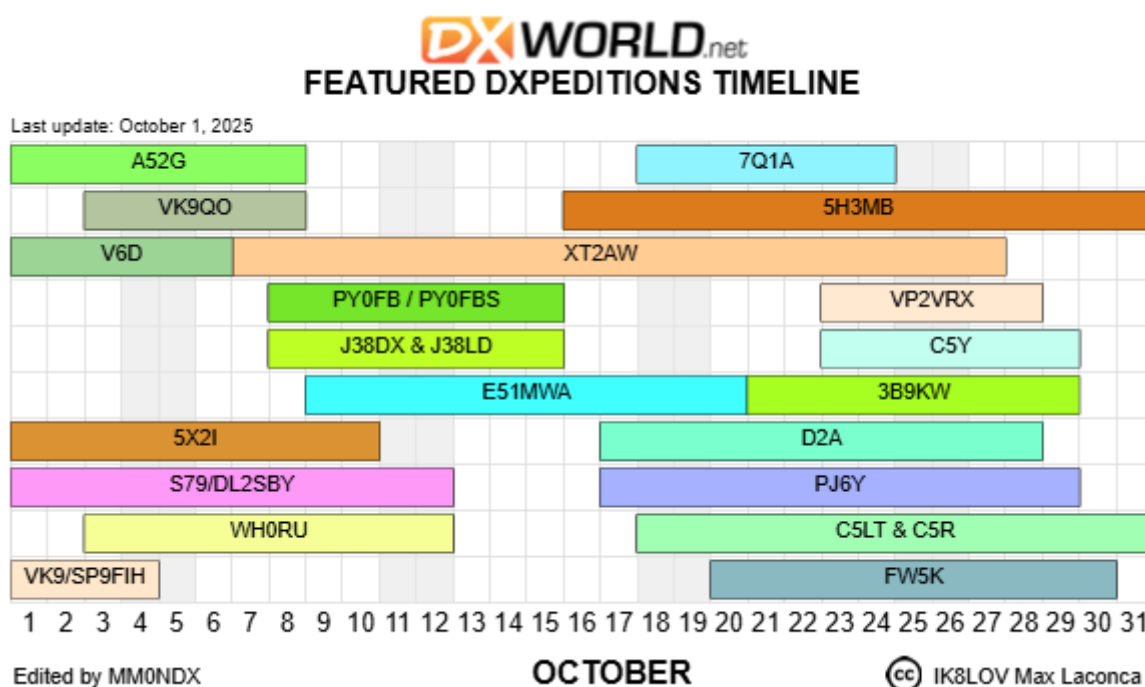 DX WORLD.net
FEATURED DXPEDITIONS TIMELINE
Last update: October 1, 2025
A52G 7Q1A
VK9QO 5H3MB
V6D XT2AW
PY0FB / PY0FBS VP2VRX
J38DX & J38LD C5Y
E51MWA 3B9KW
5X2I D2A
S79/DL2SBY PJ6Y
WH0RU C5LT & C5R
VK9/SP9FIH FW5K
1 2 3 4 5 6 7 8 9 10 11 12 13 14 15 16 17 18 19 20 21 22 23 24 25 26 27 28 29 30 31
Edited by MM0NDX OCTOBER cc IK8LOV Max Laconca